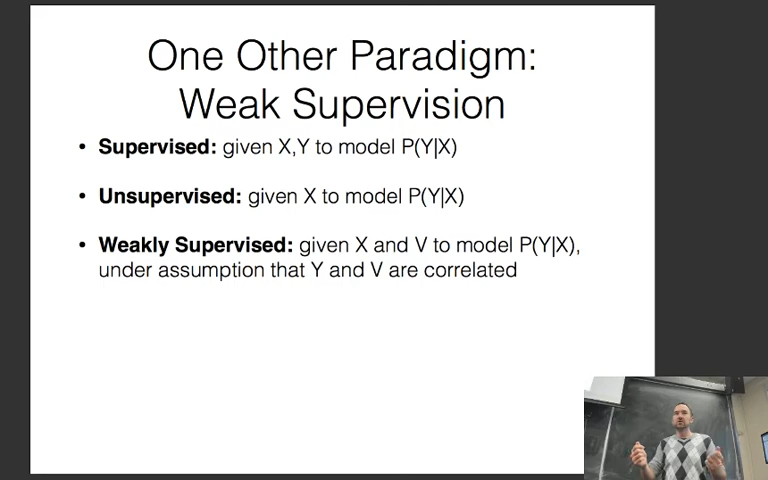 One Other Paradigm:
Weak Supervision
• Supervised: given X,Y to model P(Y|X)
• Unsupervised: given X to model P(Y|X)
• Weakly Supervised: given X and V to model P(Y|X),
under assumption that Y and V are correlated